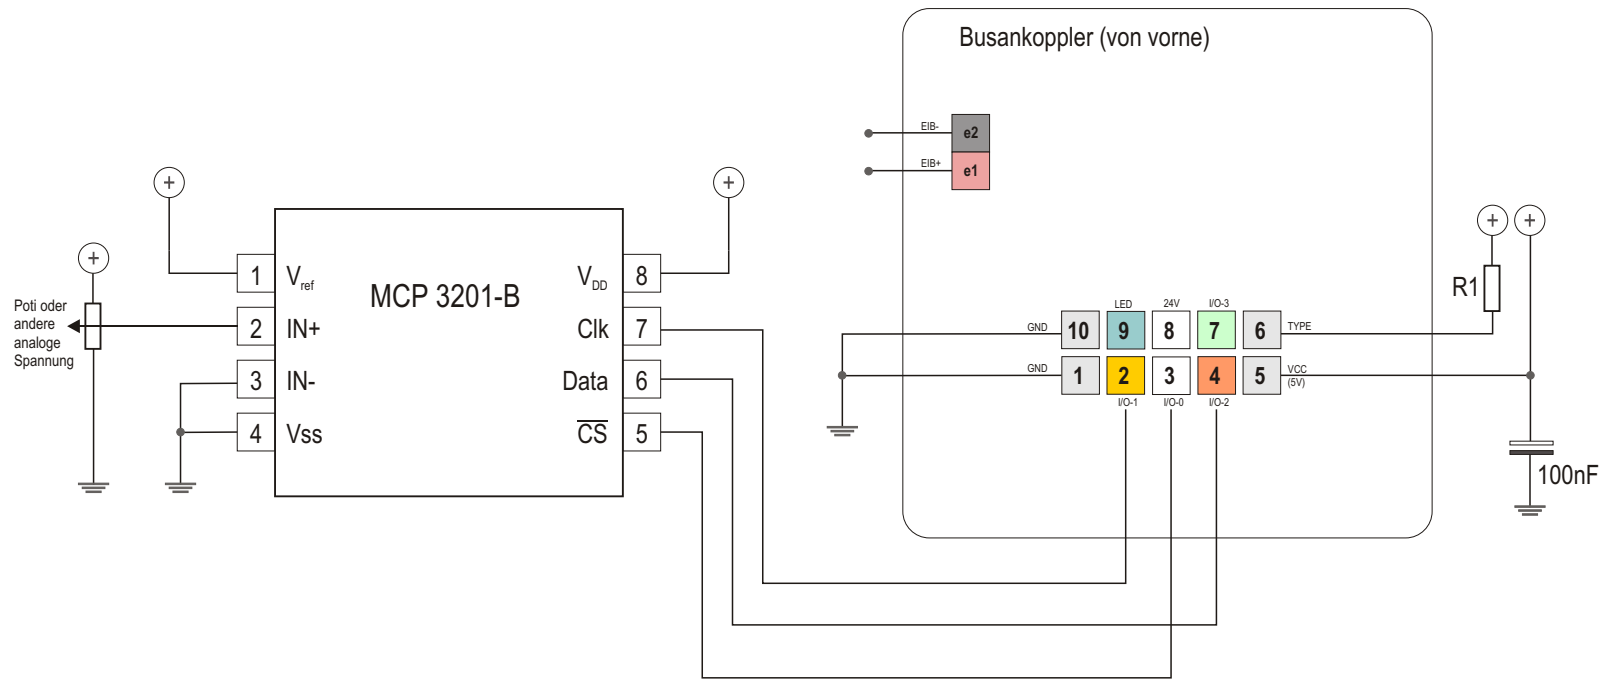 Busankoppler (von vorne)
EIB-
e2
EIB+
e1
+
+
+
+
+
MCP 3201-B
1
Vref
2
IN+
3
IN-
4
Vss
VDD
8
Clk
7
Data
6
CS
5
Poti oder
andere
analoge
Spannung
LED
24V
I/O-3
GND
10
9
8
7
6
TYPE
GND
1
2
3
4
5
VCC
(5V)
I/O-1
I/O-0
I/O-2
R1
100nF